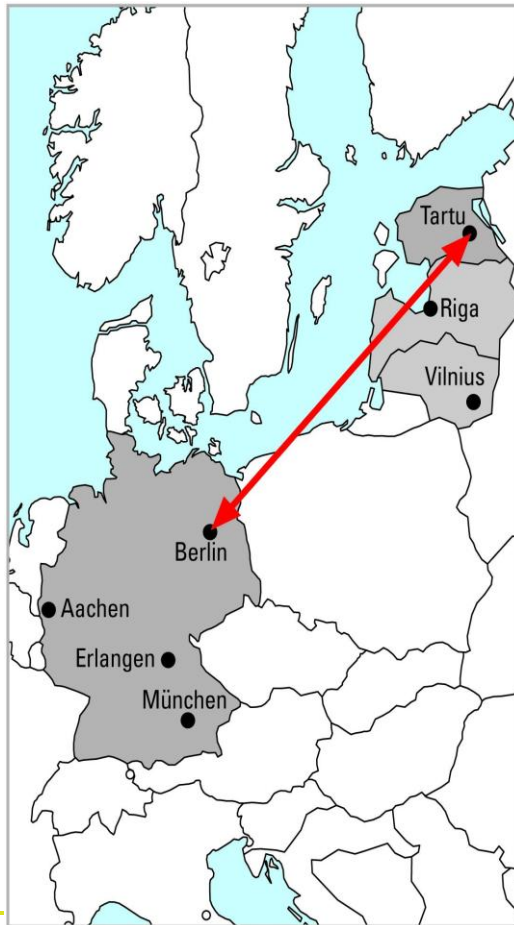 Tartu
Riga
Vilnius
Berlin
Aachen
Erlangen
München